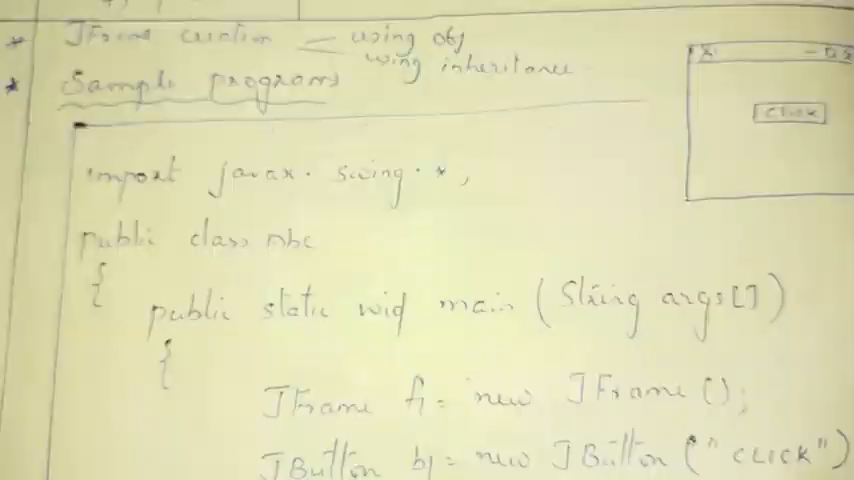 * JFrame creation — using obj
using inheritance
* Sample programs
X - □ x
CLICK
import javax.swing.*;
public class Abc
{
public static void main (String args[])
{
JFrame f1 = new JFrame();
JButton b1 = new JButton ("CLICK")